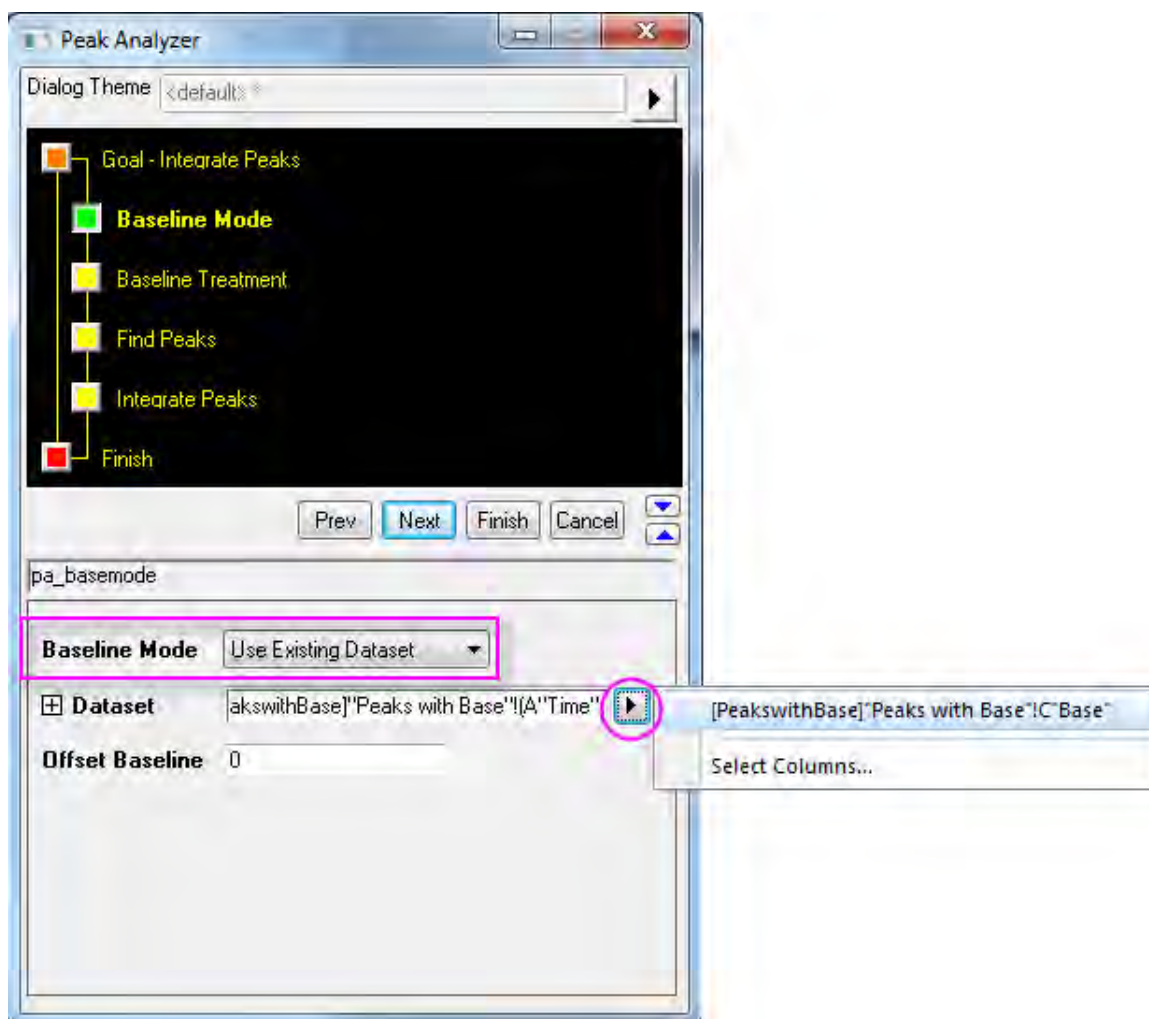 Peak Analyzer
Dialog Theme <default> *
Goal - Integrate Peaks
Baseline Mode
Baseline Treatment
Find Peaks
Integrate Peaks
Finish
Prev Next Finish Cancel
pa_basemode
Baseline Mode Use Existing Dataset
Dataset akswithBase]"Peaks with Base"!(A"Time"
[PeakswithBase]"Peaks with Base"!C"Base"
Select Columns...
Offset Baseline 0